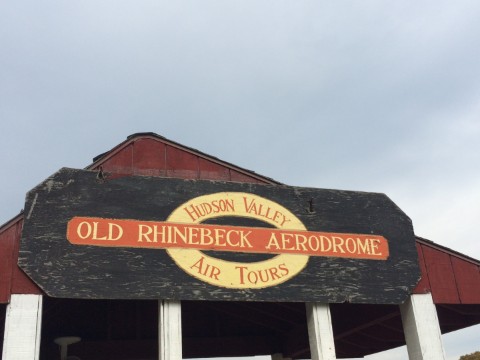 HUDSON VALLEY
OLD RHINEBECK AERODROME
AIR TOURS